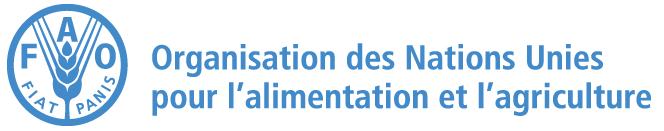 FAO
FIAT PANIS
Organisation des Nations Unies
pour l'alimentation et l'agriculture